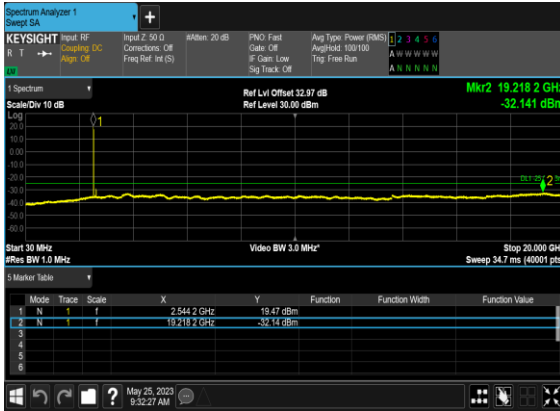 Spectrum Analyzer 1
Swept SA
+
KEYSIGHT Input: RF Input Z: 50 Ω #Atten: 20 dB PNO: Fast Avg Type: Power (RMS) 1 2 3 4 5 6
R T Coupling: DC Corrections: Off Gate: Off Avg|Hold: 100/100 A W W W W W
Align: Off Freq Ref: Int (S) IF Gain: Low Trig: Free Run
Sig Track: Off A N N N N N
1 Spectrum
Ref Lvl Offset 32.97 dB Mkr2 19.218 2 GHz
Scale/Div 10 dB Ref Level 30.00 dBm -32.141 dBm
Log
1
20.0
10.0
0.00
-10.0
-20.0
2
-30.0
-40.0
-50.0
-60.0
Start 30 MHz Video BW 3.0 MHz* Stop 20.000 GHz
#Res BW 1.0 MHz Sweep 34.7 ms (40001 pts)
5 Marker Table
Mode Trace Scale X Y Function Function Width Function Value
1 N 1 f 2.544 2 GHz 19.47 dBm
2 N 1 f 19.218 2 GHz -32.14 dBm
3
4
5
6
? May 25, 2023
9:32:27 AM